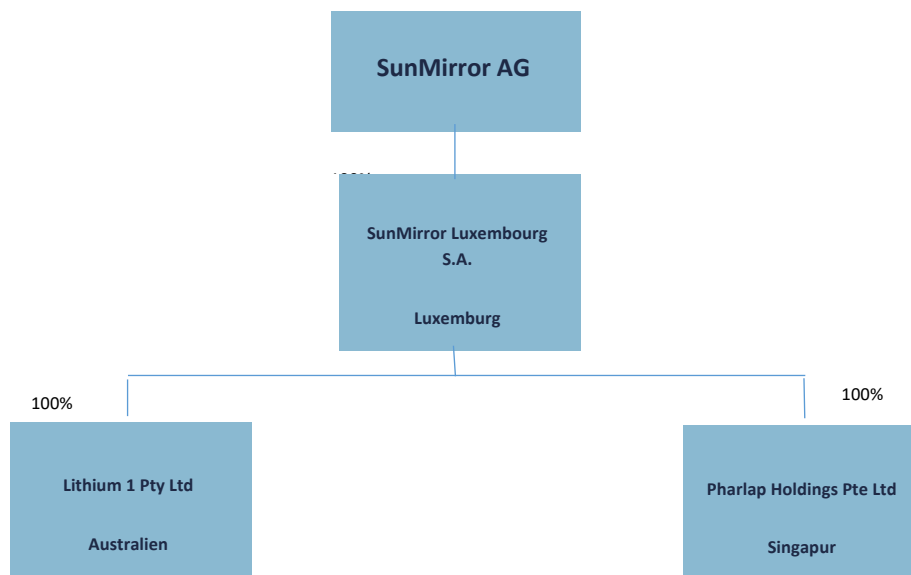 SunMirror AG
SunMirror Luxembourg
S.A.
Luxemburg
100%
100%
Lithium 1 Pty Ltd
Australien
Pharlap Holdings Pte Ltd
Singapur